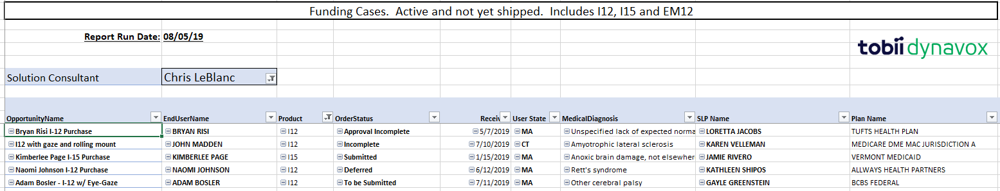 Funding Cases.  Active and not yet shipped.  Includes I12, I15 and EM12
Report Run Date: 08/05/19
tobii dynavox
Solution Consultant Chris LeBlanc
OpportunityName EndUserName Product OrderStatus Receiv User State MedicalDiagnosis SLP Name Plan Name
Bryan Risi I-12 Purchase BRYAN RISI I12 Approval Incomplete 5/7/2019 MA Unspecified lack of expected norma LORETTA JACOBS TUFTS HEALTH PLAN
I12 with gaze and rolling mount JOHN MADDEN I12 Incomplete 7/10/2019 CT Amyotrophic lateral sclerosis KAREN VELLEMAN MEDICARE DME MAC JURISDICTION A
Kimberlee Page I-15 Purchase KIMBERLEE PAGE I15 Submitted 1/15/2019 MA Anoxic brain damage, not elsewher JAMIE RIVERO VERMONT MEDICAID
Naomi Johnson I-12 Purchase NAOMI JOHNSON I12 Deferred 6/12/2019 MA Rett's syndrome KATHLEEN SHIPOS ALLWAYS HEALTH PARTNERS
Adam Bosler - I-12 w/ Eye-Gaze ADAM BOSLER I12 To be Submitted 7/11/2019 MA Other cerebral palsy GAYLE GREENSTEIN BCBS FEDERAL